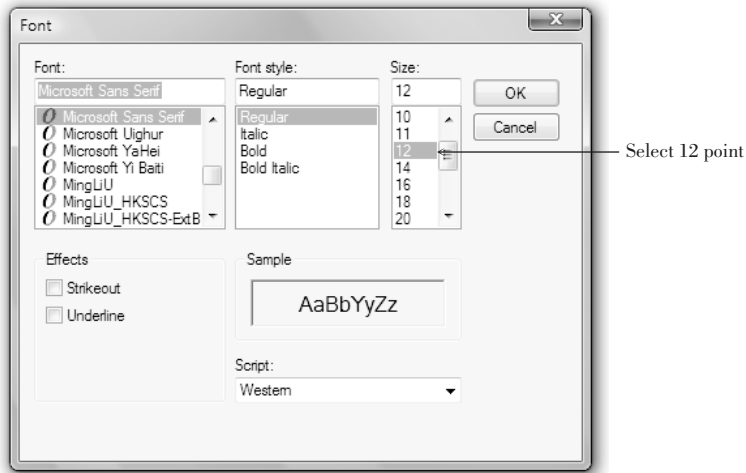 Font
Font:
Microsoft Sans Serif
Microsoft Sans Serif
Microsoft Uighur
Microsoft YaHei
Microsoft Yi Baiti
MingLiU
MingLiU_HKSCS
MingLiU_HKSCS-ExtB
Font style:
Regular
Regular
Italic
Bold
Bold Italic
Size:
12
10
11
12
14
16
18
20
OK
Cancel
Select 12 point
Effects
Strikeout
Underline
Sample
AaBbYyZz
Script:
Western